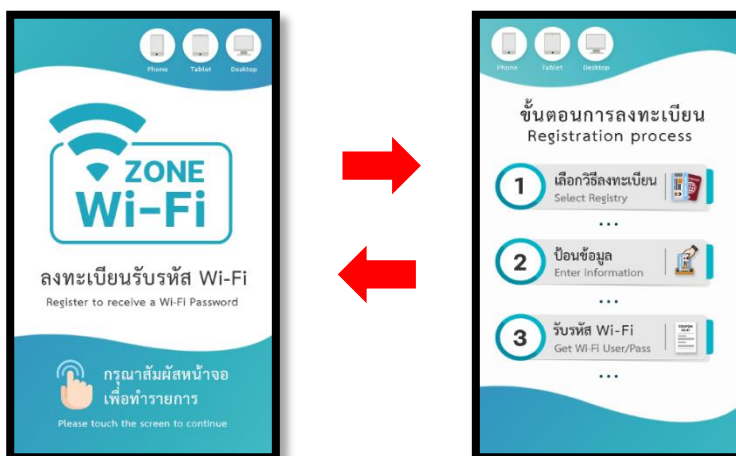 Phone Tablet Desktop
ZONE
Wi-Fi
ลงทะเบียนรับรหัส Wi-Fi
Register to receive a Wi-Fi Password
กรุณาสัมผัสหน้าจอ
เพื่อทำรายการ
Please touch the screen to continue
Phone Tablet Desktop
ขั้นตอนการลงทะเบียน
Registration process
1 เลือกวิธีลงทะเบียน
Select Registry
...
2 ป้อนข้อมูล
Enter information
...
3 รับรหัส Wi-Fi
Get Wi-Fi User/Pass
...